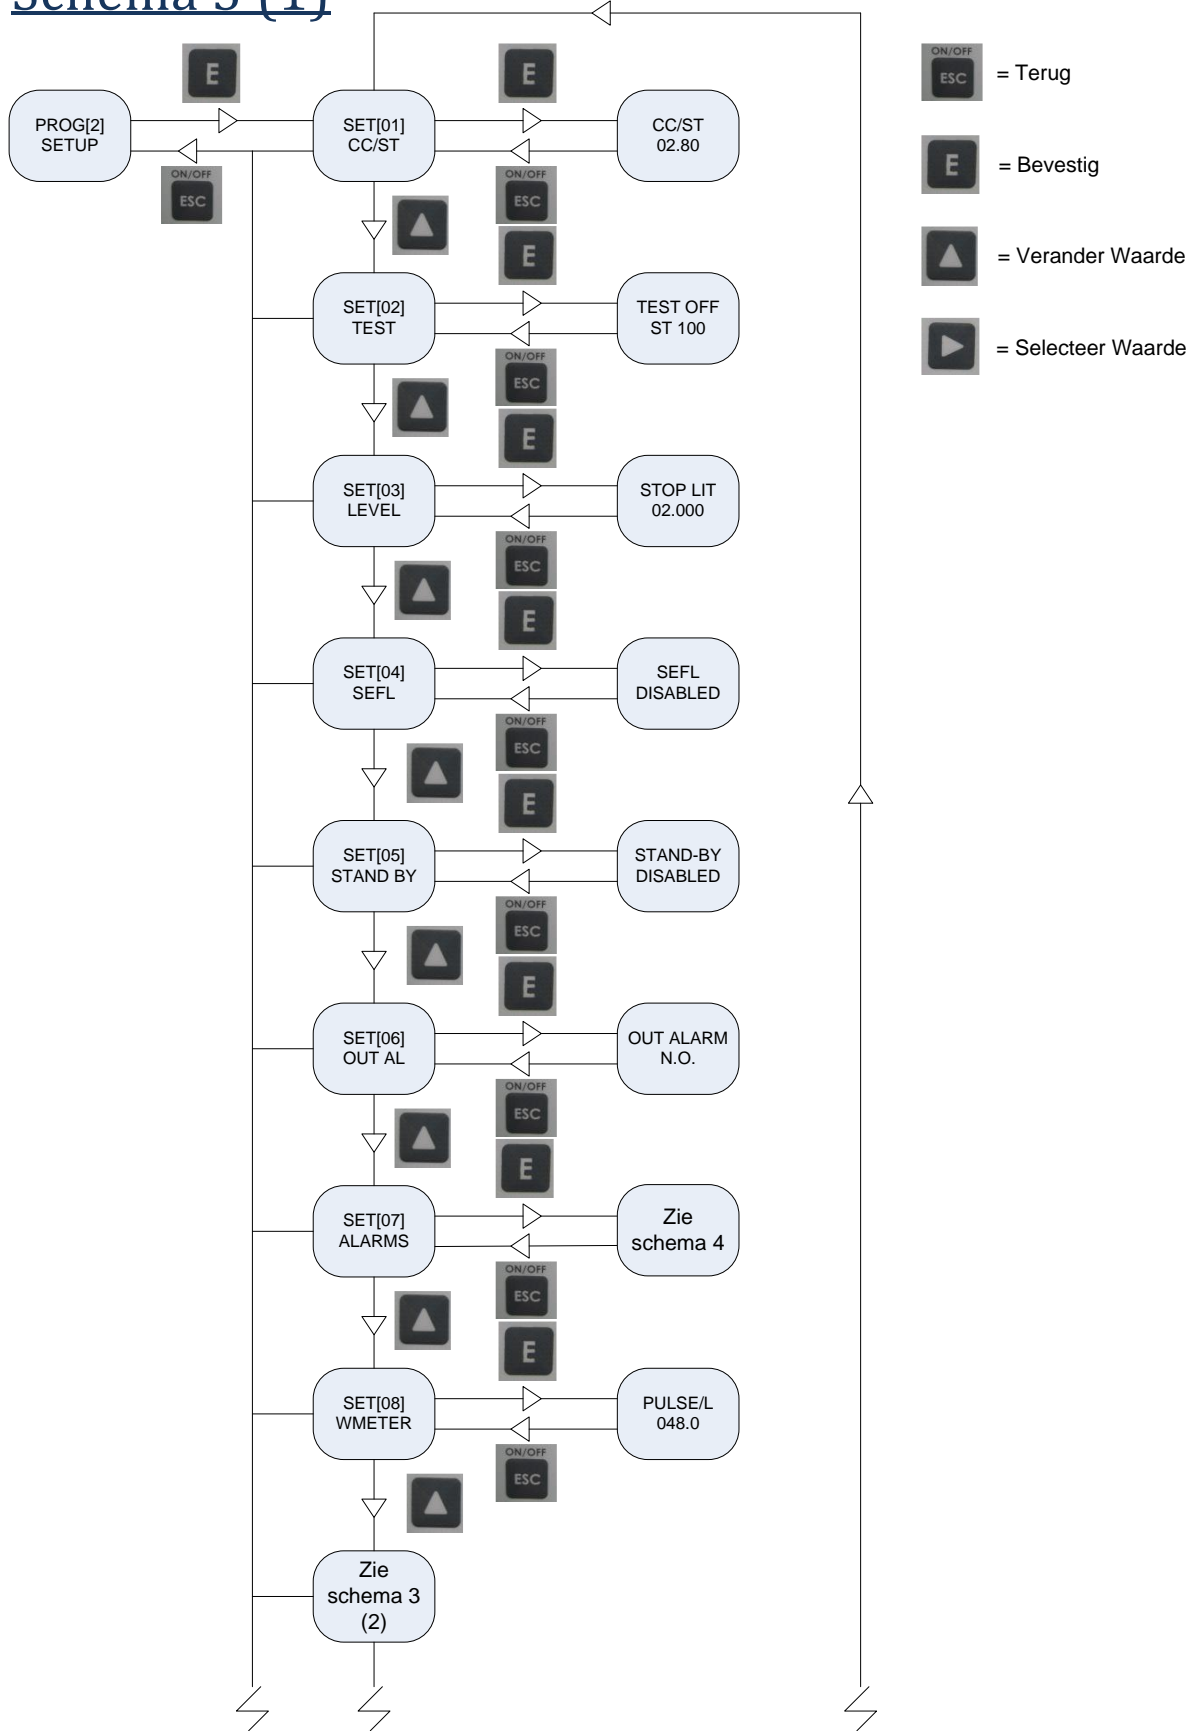 Schema 3 (1)
E
E
ON/OFF
ESC
= Terug
PROG[2]
SETUP
SET[01]
CC/ST
CC/ST
02.80
E
= Bevestig
ON/OFF
ESC
ON/OFF
ESC
E
= Verander Waarde
SET[02]
TEST
TEST OFF
ST 100
= Selecteer Waarde
ON/OFF
ESC
E
SET[03]
LEVEL
STOP LIT
02.000
ON/OFF
ESC
E
SET[04]
SEFL
SEFL
DISABLED
ON/OFF
ESC
E
SET[05]
STAND BY
STAND-BY
DISABLED
ON/OFF
ESC
E
SET[06]
OUT AL
OUT ALARM
N.O.
ON/OFF
ESC
E
SET[07]
ALARMS
Zie
schema 4
ON/OFF
ESC
E
SET[08]
WMETER
PULSE/L
048.0
ON/OFF
ESC
Zie
schema 3
(2)